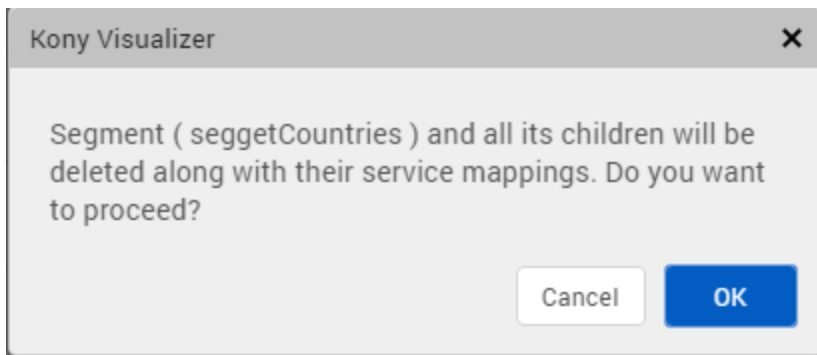 Kony Visualizer
Segment ( seggetCountries ) and all its children will be
deleted along with their service mappings. Do you want
to proceed?
Cancel
OK